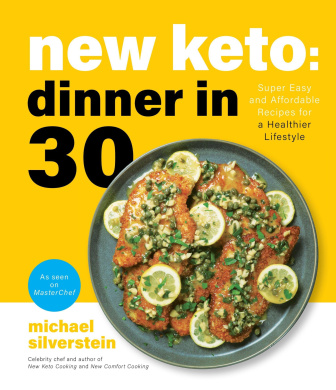 new keto:
dinner in
30
Super Easy
and Affordable
Recipes for
a Healthier
Lifestyle
As seen
on
MasterChef
michael
silverstein
Celebrity chef and author of
New Keto Cooking and New Comfort Cooking